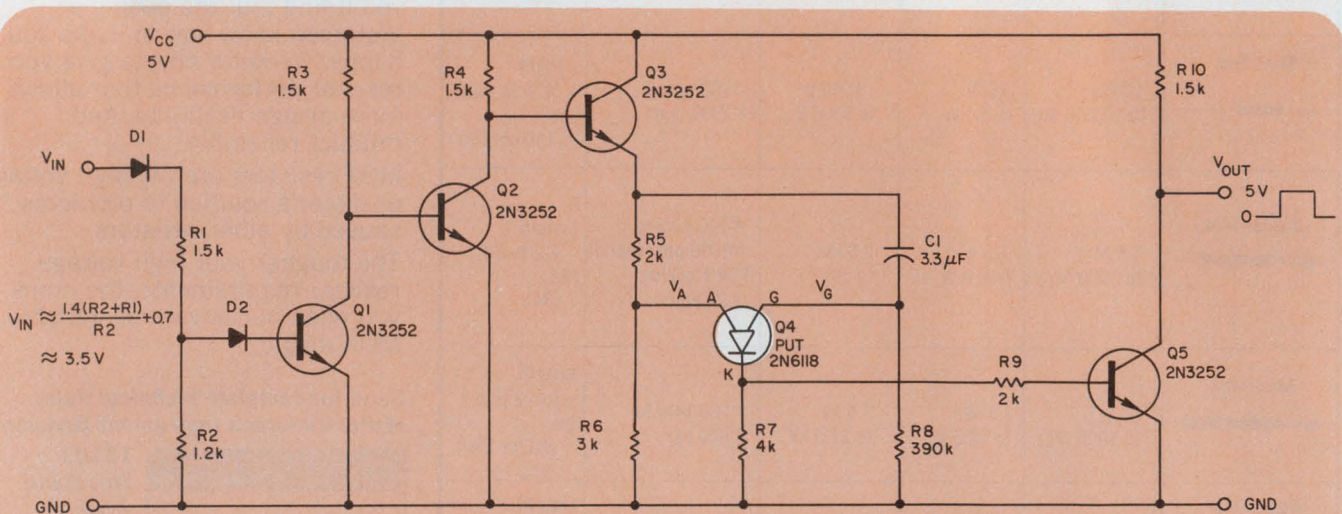 VCC
5V
R3
1.5k
R4
1.5k
Q3
2N3252
R10
1.5k
D1
VIN
VOUT
5V
0
Q2
2N3252
R1
1.5k
R5
2k
C1
3.3μF
VA
A
G
VG
D2
Q1
2N3252
VIN ≈ 1.4(R2+R1)/R2 +0.7
≈ 3.5V
Q4
PUT
2N6118
K
R9
2k
Q5
2N3252
R2
1.2k
R6
3k
R7
4k
R8
390k
GND
GND